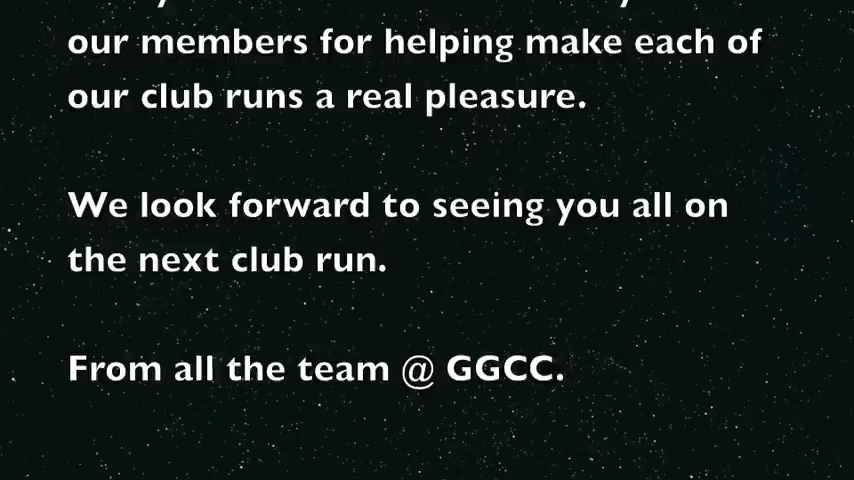 our members for helping make each of
our club runs a real pleasure.
We look forward to seeing you all on
the next club run.
From all the team @ GGCC.